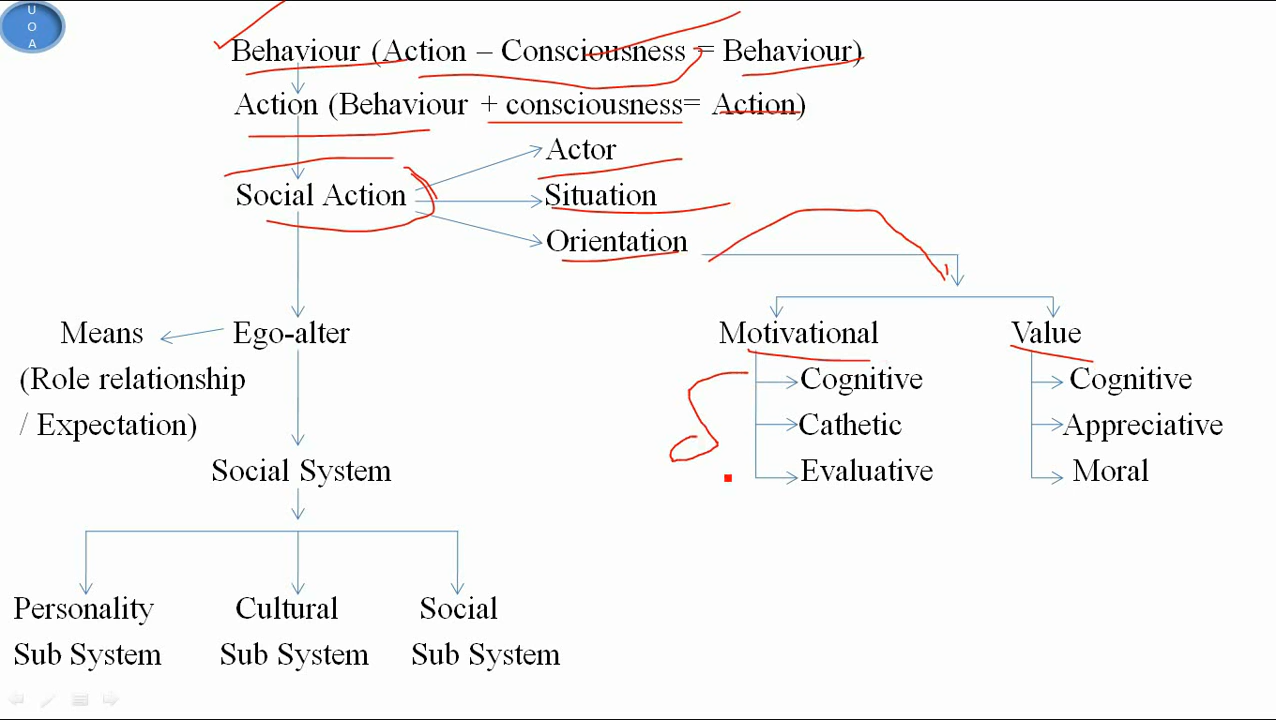 U
O
A
Behaviour (Action – Consciousness = Behaviour)
Action (Behaviour + consciousness= Action)
Actor
Social Action
Situation
Orientation
Means
Ego-alter
Motivational
Value
(Role relationship
/ Expectation)
Cognitive
Cathetic
Evaluative
Cognitive
Appreciative
Moral
Social System
Personality
Sub System
Cultural
Sub System
Social
Sub System